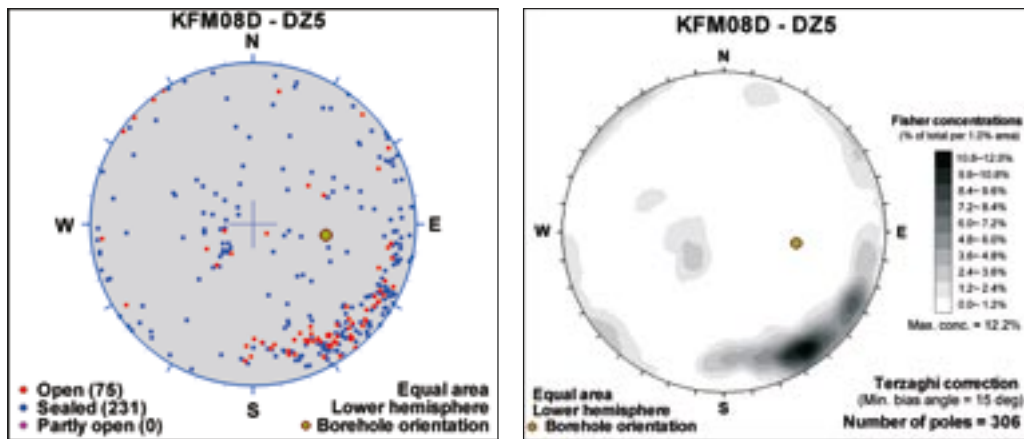 KFM08D - DZ5
N
W
E
S
Open (75)
Sealed (231)
Partly open (0)
Equal area
Lower hemisphere
Borehole orientation
KFM08D - DZ5
N
W
E
S
Fisher concentrations
(% of total per 1.0% area)
10.8~12.0%
9.6~10.8%
8.4~9.6%
7.2~8.4%
6.0~7.2%
4.8~6.0%
3.6~4.8%
2.4~3.6%
1.2~2.4%
0.0~1.2%
Max. conc. = 12.2%
Equal area
Lower hemisphere
Borehole orientation
Terzaghi correction
(Min. bias angle = 15 deg)
Number of poles = 306